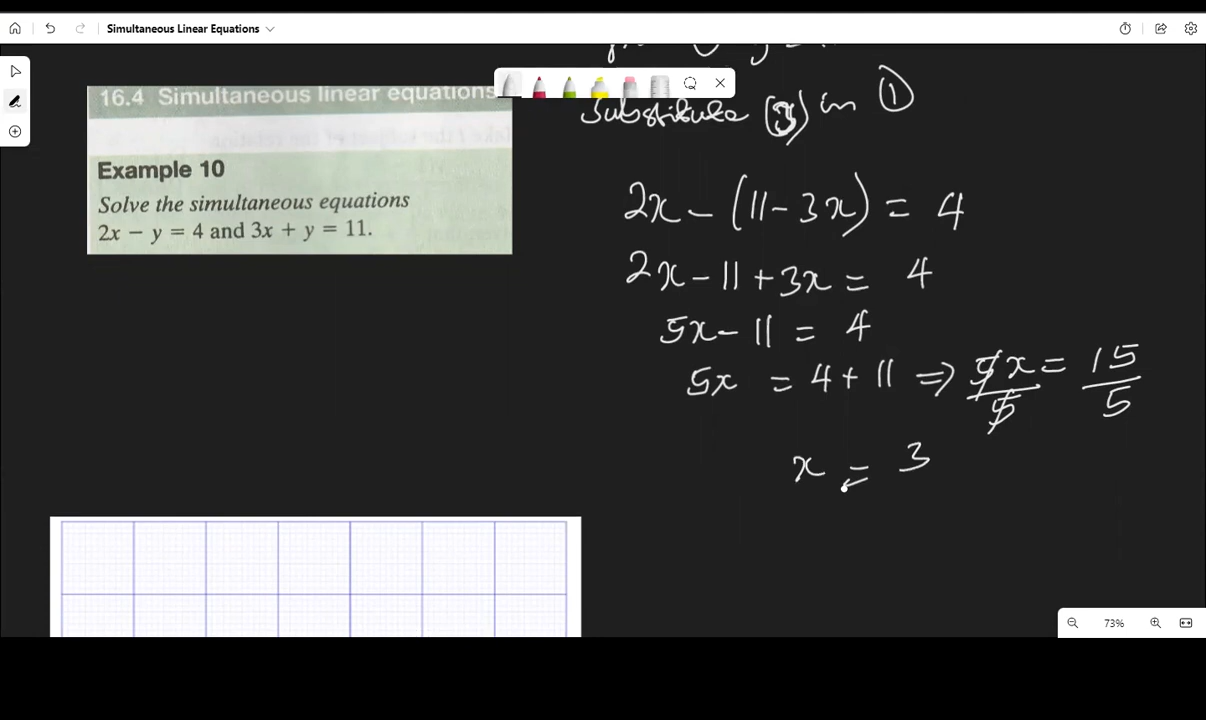 Simultaneous Linear Equations
16.4 Simultaneous linear equations
Example 10
Solve the simultaneous equations
2x − y = 4 and 3x + y = 11.
Substitute (3) in ①
2x − (11 − 3x) = 4
2x − 11 + 3x = 4
5x − 11 = 4
5x = 4 + 11 ⇒ 5x/5 = 15/5
x = 3
73%